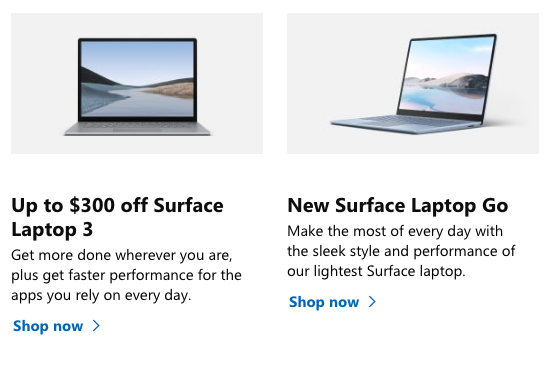 Up to $300 off Surface
Laptop 3
Get more done wherever you are,
plus get faster performance for the
apps you rely on every day.
Shop now
New Surface Laptop Go
Make the most of every day with
the sleek style and performance of
our lightest Surface laptop.
Shop now